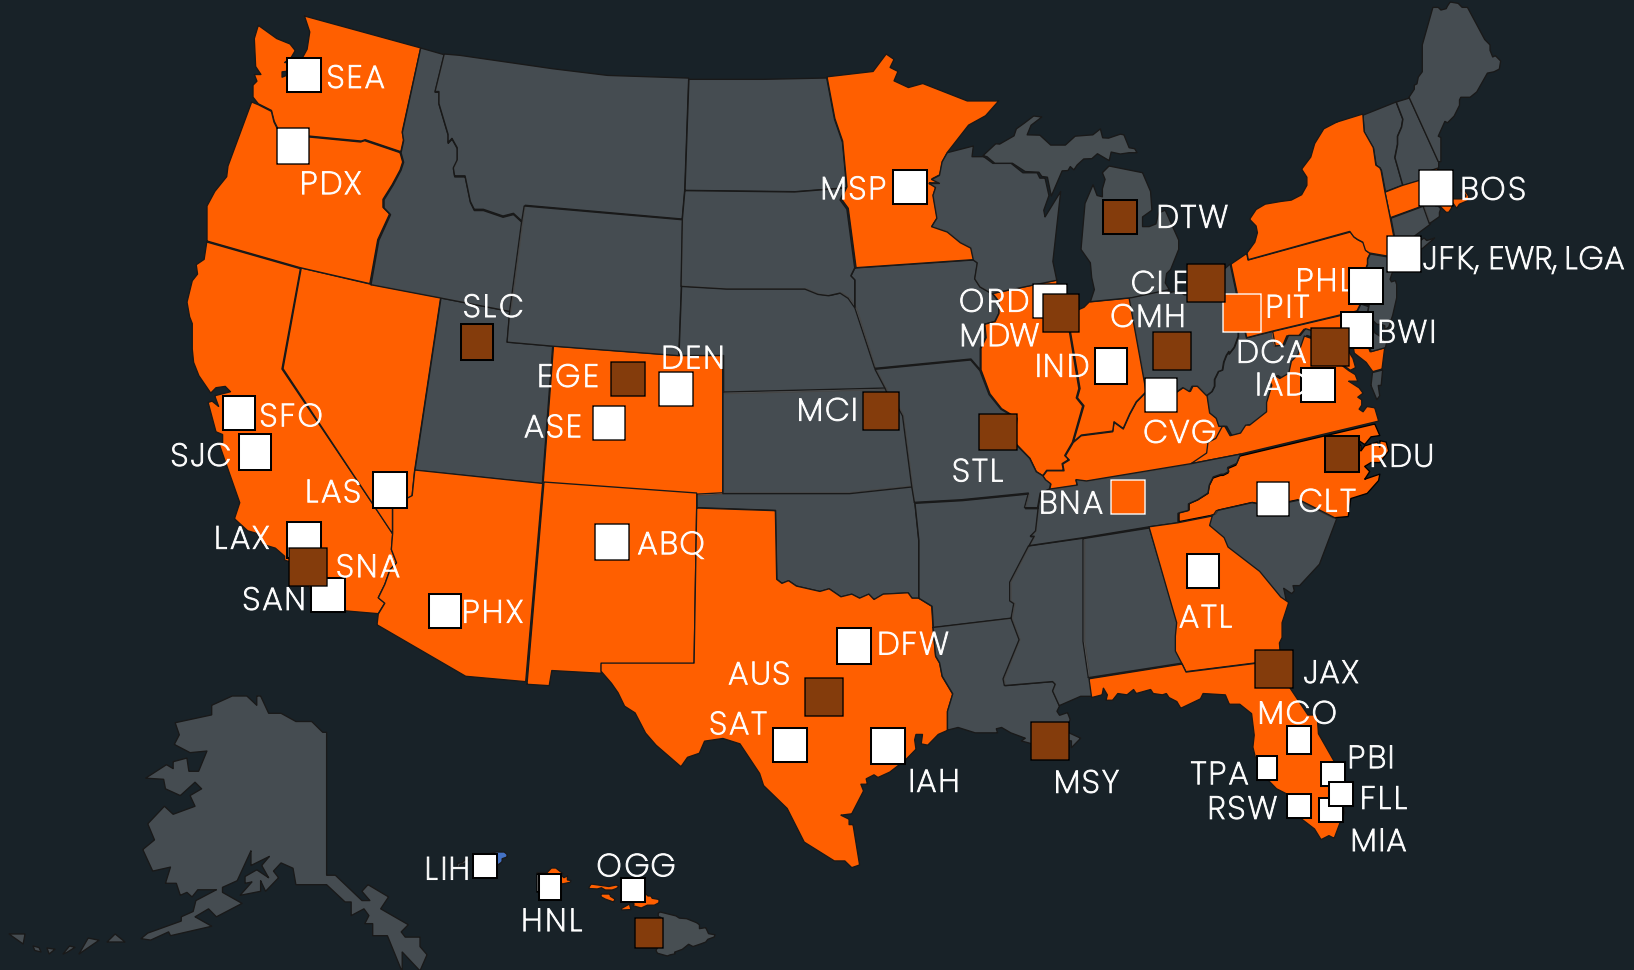 SEA
PDX
MSP
BOS
DTW
JFK, EWR, LGA
CLE
PHL
ORD
PIT
SLC
CMH
MDW
BWI
DCA
DEN
IND
EGE
IAD
MCI
SFO
ASE
CVG
SJC
RDU
STL
LAS
BNA
CLT
LAX
ABQ
SNA
SAN
PHX
ATL
DFW
AUS
JAX
MCO
SAT
PBI
TPA
IAH
MSY
FLL
RSW
MIA
LIH
OGG
HNL